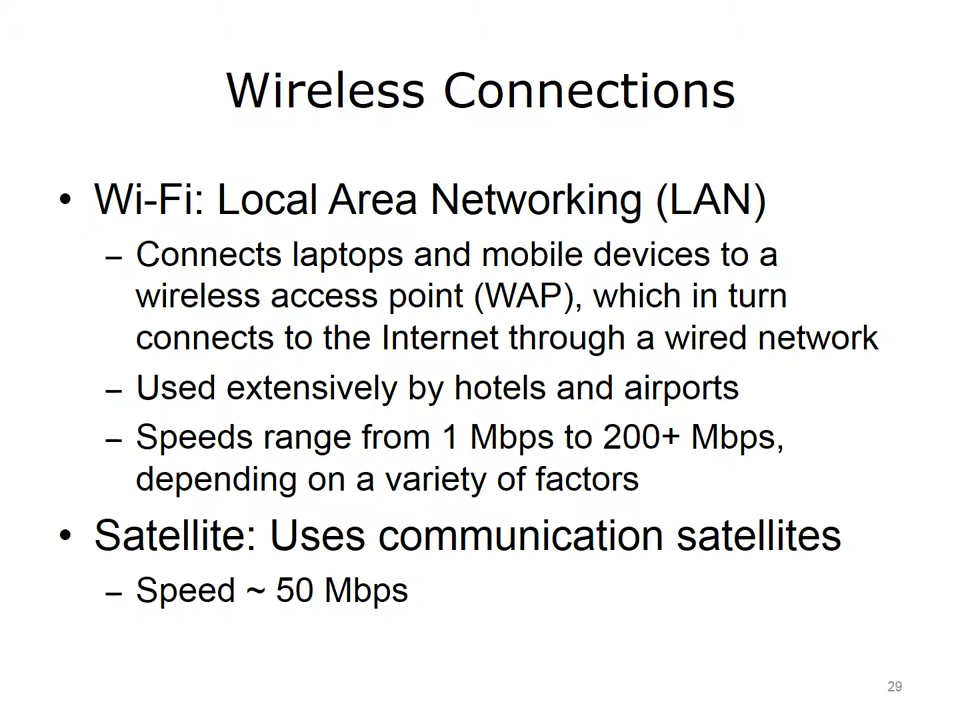 Wireless Connections
• Wi-Fi: Local Area Networking (LAN)
– Connects laptops and mobile devices to a
wireless access point (WAP), which in turn
connects to the Internet through a wired network
– Used extensively by hotels and airports
– Speeds range from 1 Mbps to 200+ Mbps,
depending on a variety of factors
• Satellite: Uses communication satellites
– Speed ~ 50 Mbps
29